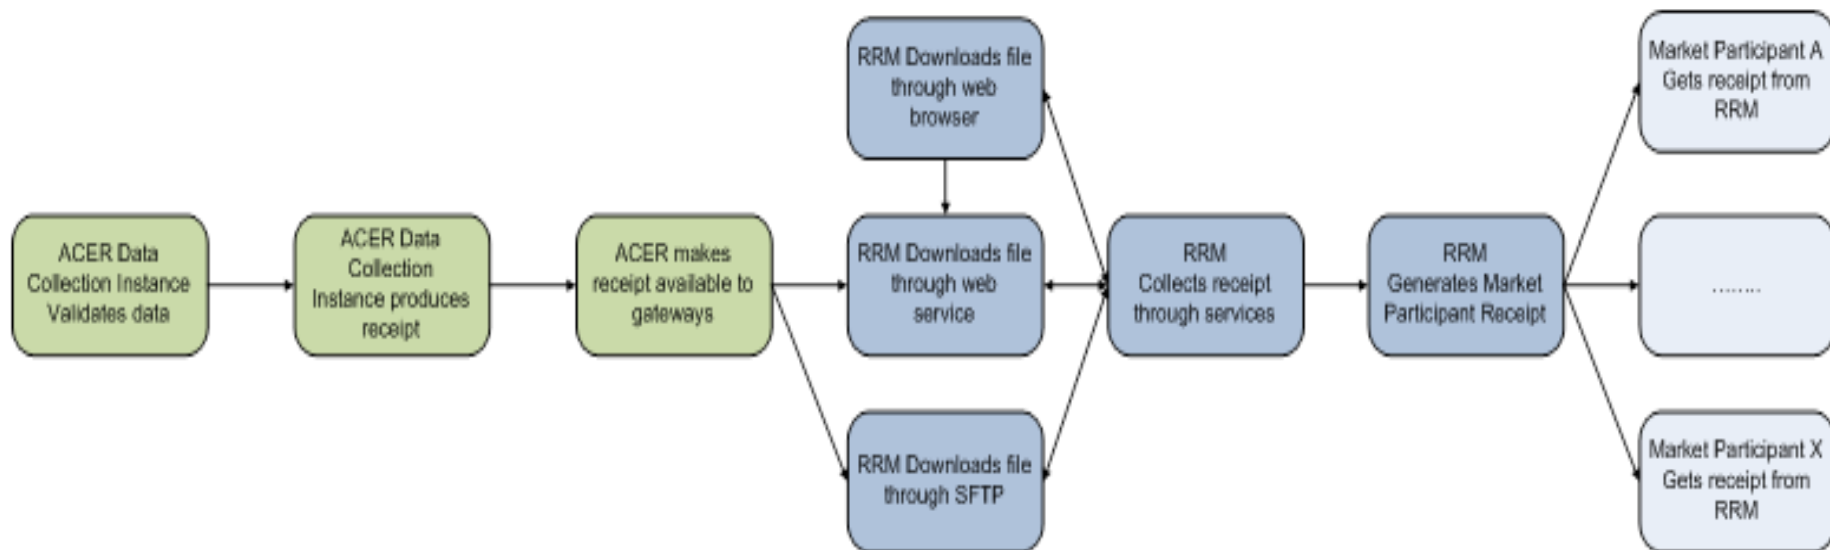 ACER Data
Collection Instance
Validates data
ACER Data
Collection
Instance produces
receipt
ACER makes
receipt available to
gateways
RRM Downloads file
through web
browser
RRM Downloads file
through web
service
RRM Downloads file
through SFTP
RRM
Collects receipt
through services
RRM
Generates Market
Participant Receipt
Market Participant A
Gets receipt from
RRM
........
Market Participant X
Gets receipt from
RRM